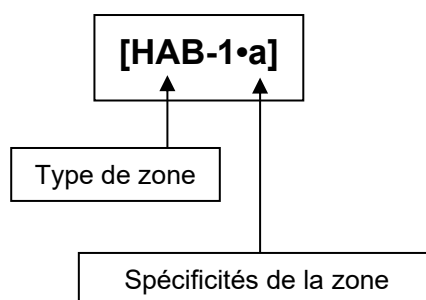 [HAB-1•a]
Type de zone
Spécificités de la zone